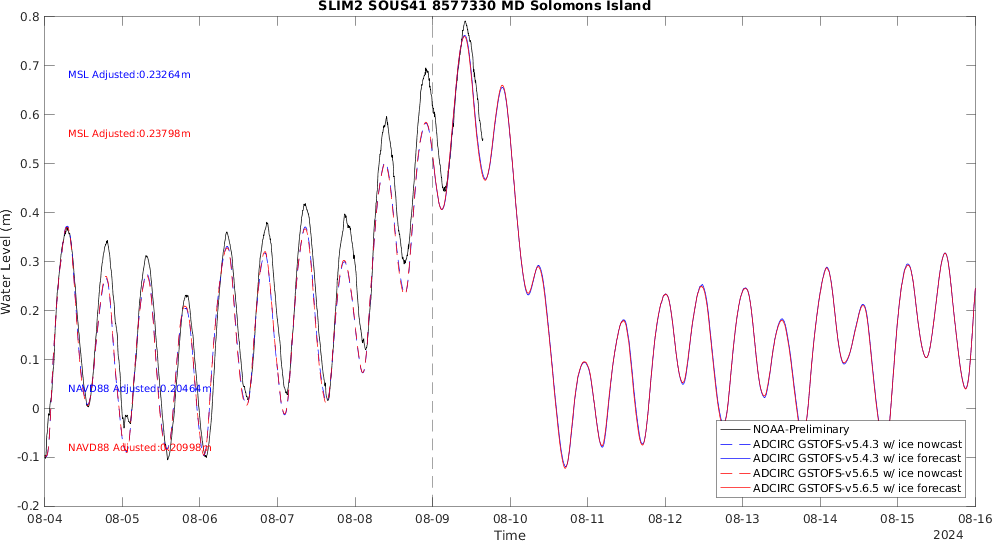 SLIM2 SOUS41 8577330 MD Solomons Island
0.8
0.7
0.6
0.5
0.4
0.3
0.2
0.1
0
-0.1
-0.2
Water Level (m)
MSL Adjusted:0.23264m
MSL Adjusted:0.23798m
NAVD88 Adjusted:0.20464m
NAVD88 Adjusted:0.20998m
NOAA-Preliminary
ADCIRC GSTOFS-v5.4.3 w/ ice nowcast
ADCIRC GSTOFS-v5.4.3 w/ ice forecast
ADCIRC GSTOFS-v5.6.5 w/ ice nowcast
ADCIRC GSTOFS-v5.6.5 w/ ice forecast
08-04 08-05 08-06 08-07 08-08 08-09 08-10 08-11 08-12 08-13 08-14 08-15 08-16
Time
2024